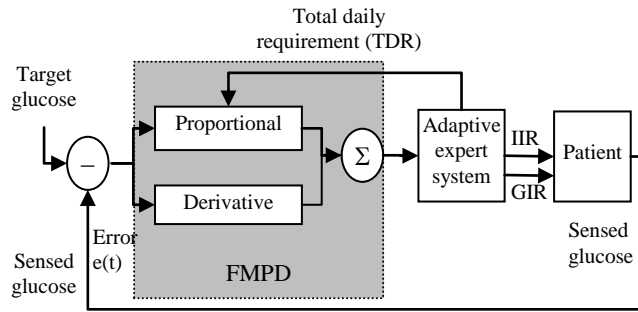 Total daily
requirement (TDR)
Target
glucose
Proportional
Derivative
−
Σ
Adaptive
expert
system
IIR
GIR
Patient
Error
e(t)
Sensed
glucose
FMPD
Sensed
glucose